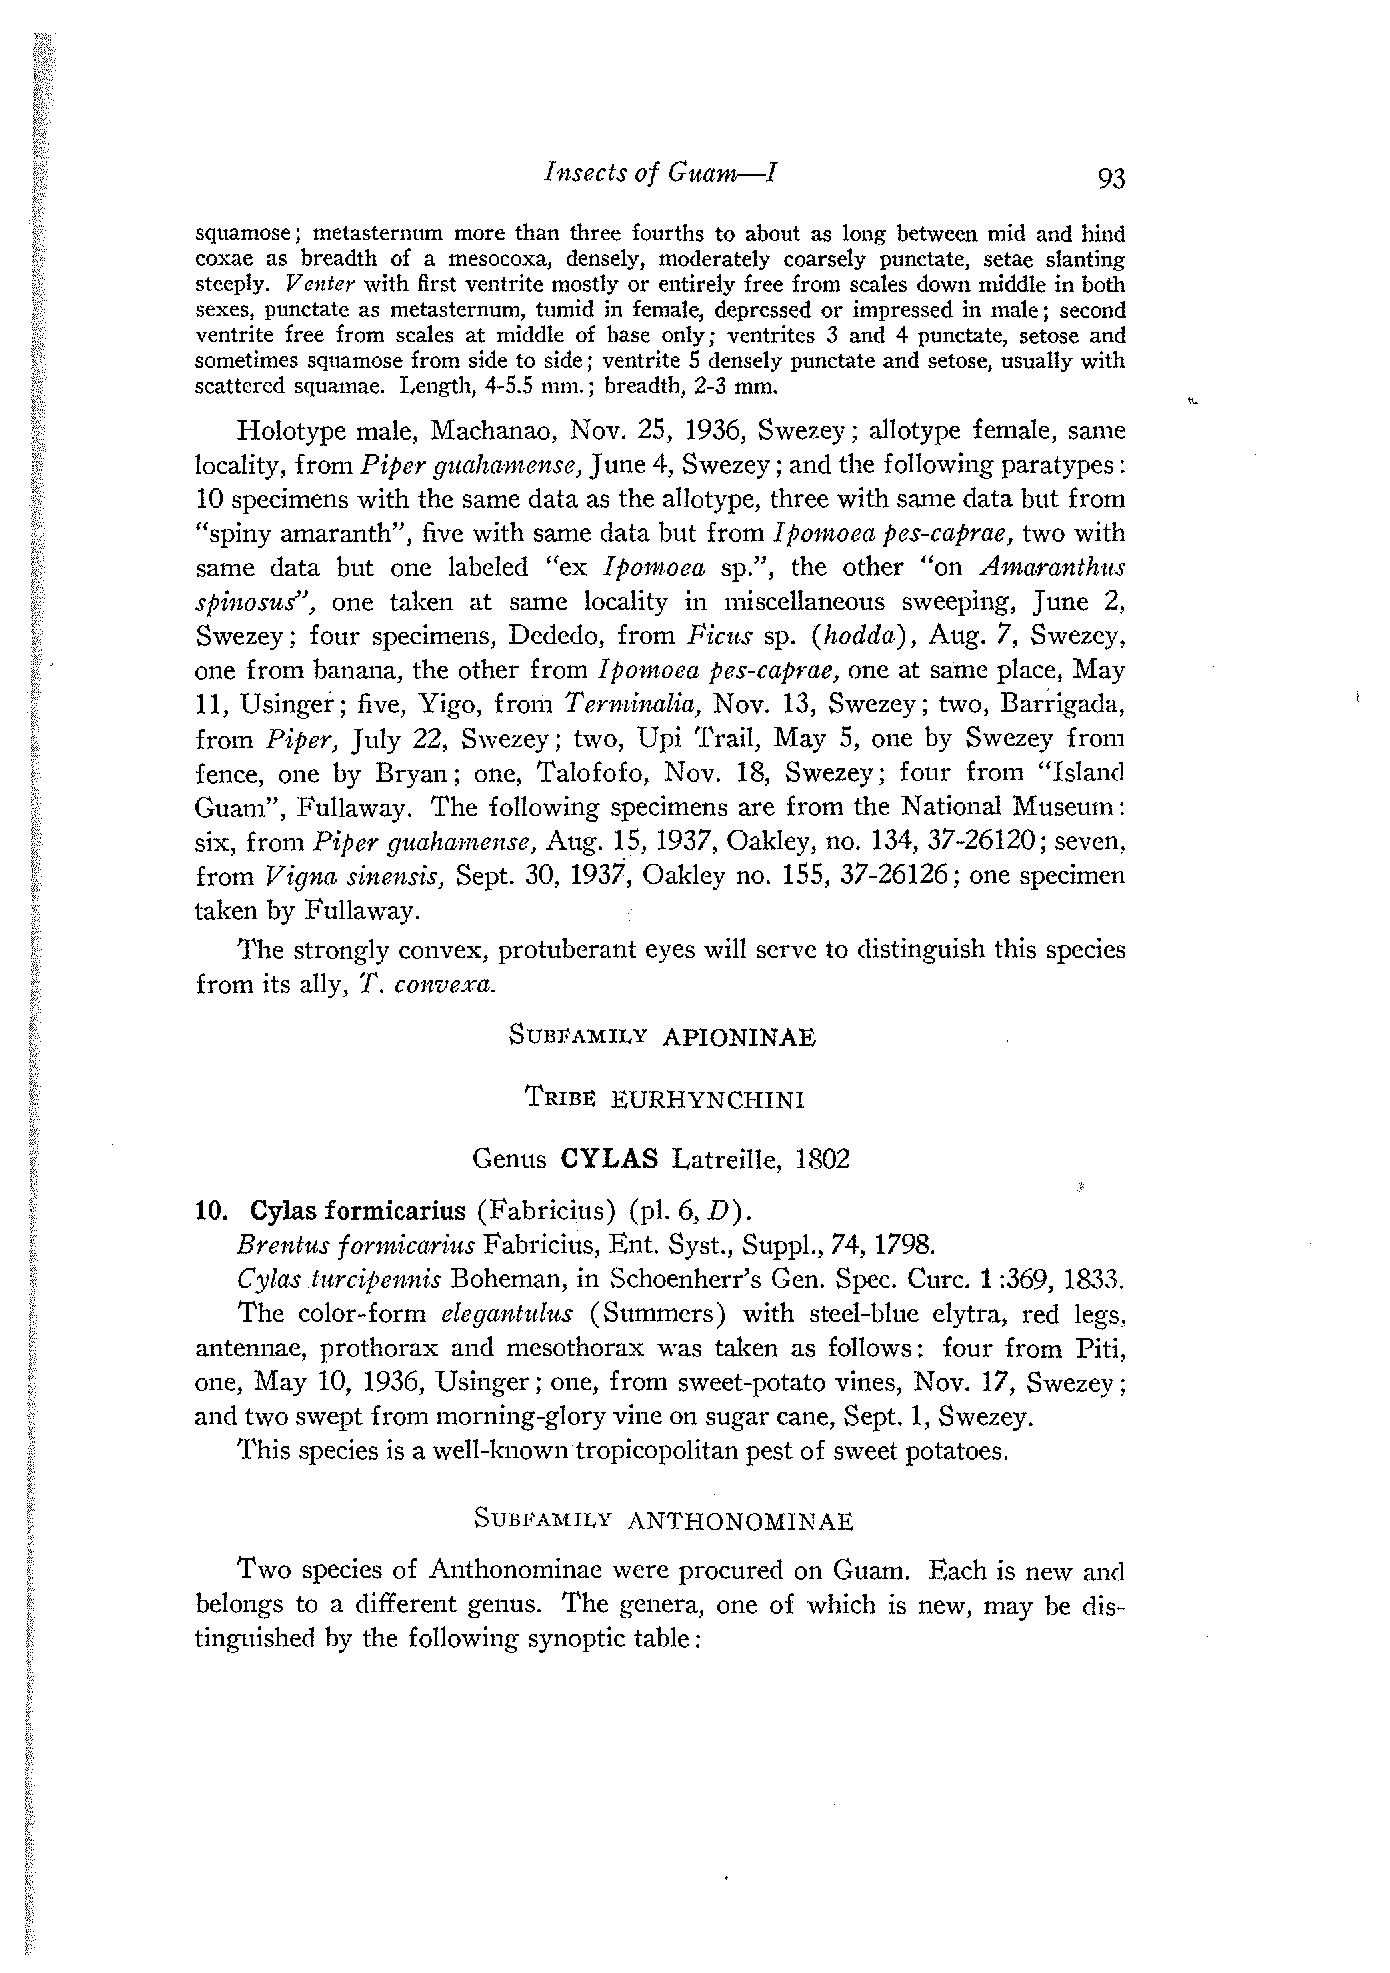 Insects of Guam—I 93
squamose; metasternum more than three fourths to about as long between mid and hind
coxae as breadth of a mesocoxa, densely, moderately coarsely punctate, setae slanting
steeply. Venter with first ventrite mostly or entirely free from scales down middle in both
sexes, punctate as metasternum, tumid in female, depressed or impressed in male; second
ventrite free from scales at middle of base only; ventrites 3 and 4 punctate, setose and
sometimes squamose from side to side; ventrite 5 densely punctate and setose, usually with
scattered squamae. Length, 4-5.5 mm.; breadth, 2-3 mm.
Holotype male, Machanao, Nov. 25, 1936, Swezey; allotype female, same
locality, from Piper guahamense, June 4, Swezey; and the following paratypes:
10 specimens with the same data as the allotype, three with same data but from
"spiny amaranth", five with same data but from Ipomoea pes-caprae, two with
same data but one labeled "ex Ipomoea sp.", the other "on Amaranthus
spinosus", one taken at same locality in miscellaneous sweeping, June 2,
Swezey; four specimens, Dededo, from Ficus sp. (hodda), Aug. 7, Swezey,
one from banana, the other from Ipomoea pes-caprae, one at same place, May
11, Usinger; five, Yigo, from Terminalia, Nov. 13, Swezey; two, Barrigada,
from Piper, July 22, Swezey; two, Upi Trail, May 5, one by Swezey from
fence, one by Bryan; one, Talofofo, Nov. 18, Swezey; four from "Island
Guam", Fullaway. The following specimens are from the National Museum:
six, from Piper guahamense, Aug. 15, 1937, Oakley, no. 134, 37-26120; seven,
from Vigna sinensis, Sept. 30, 1937, Oakley no. 155, 37-26126; one specimen
taken by Fullaway.
The strongly convex, protuberant eyes will serve to distinguish this species
from its ally, T. convexa.
SUBFAMILY APIONINAE
TRIBE EURHYNCHINI
Genus CYLAS Latreille, 1802
10. Cylas formicarius (Fabricius) (pl. 6, D).
Brentus formicarius Fabricius, Ent. Syst., Suppl., 74, 1798.
Cylas turcipennis Boheman, in Schoenherr's Gen. Spec. Curc. 1:369, 1833.
The color-form elegantulus (Summers) with steel-blue elytra, red legs,
antennae, prothorax and mesothorax was taken as follows: four from Piti,
one, May 10, 1936, Usinger; one, from sweet-potato vines, Nov. 17, Swezey;
and two swept from morning-glory vine on sugar cane, Sept. 1, Swezey.
This species is a well-known tropicopolitan pest of sweet potatoes.
SUBFAMILY ANTHONOMINAE
Two species of Anthonominae were procured on Guam. Each is new and
belongs to a different genus. The genera, one of which is new, may be dis-
tinguished by the following synoptic table: